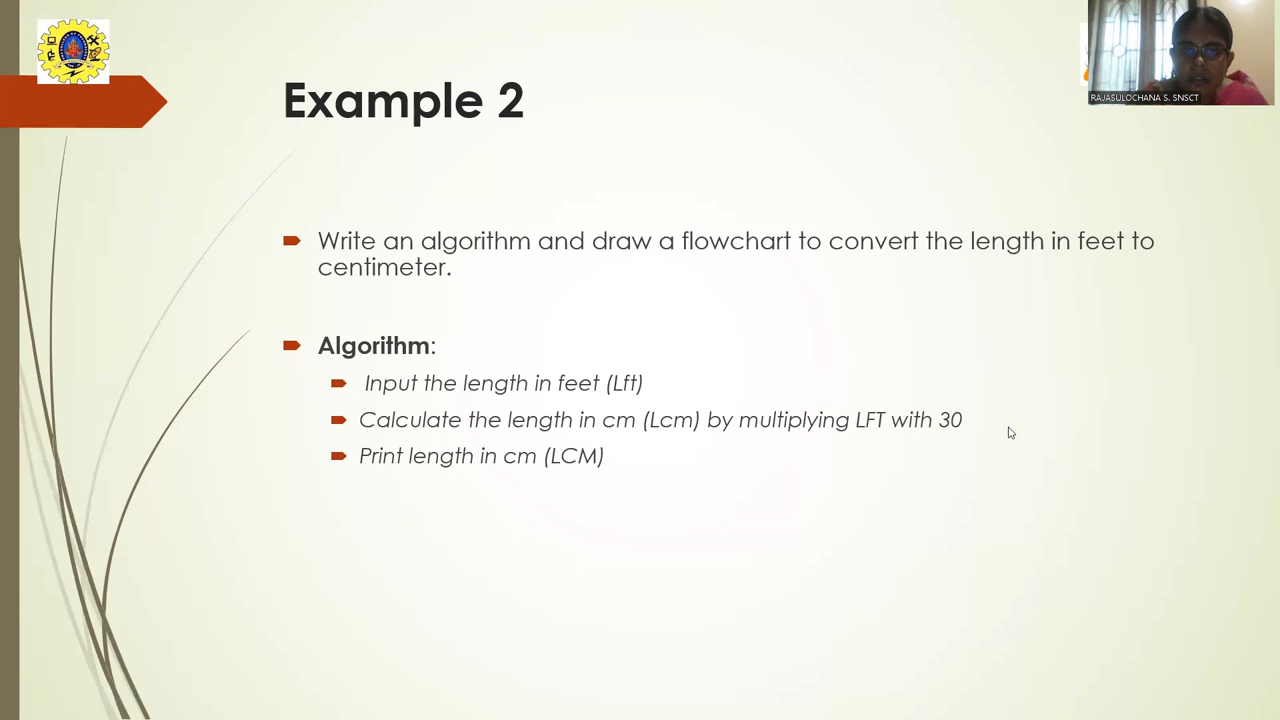 RAJASULOCHANA S. SNSCT
Example 2
Write an algorithm and draw a flowchart to convert the length in feet to
centimeter.
Algorithm:
Input the length in feet (Lft)
Calculate the length in cm (Lcm) by multiplying LFT with 30
Print length in cm (LCM)